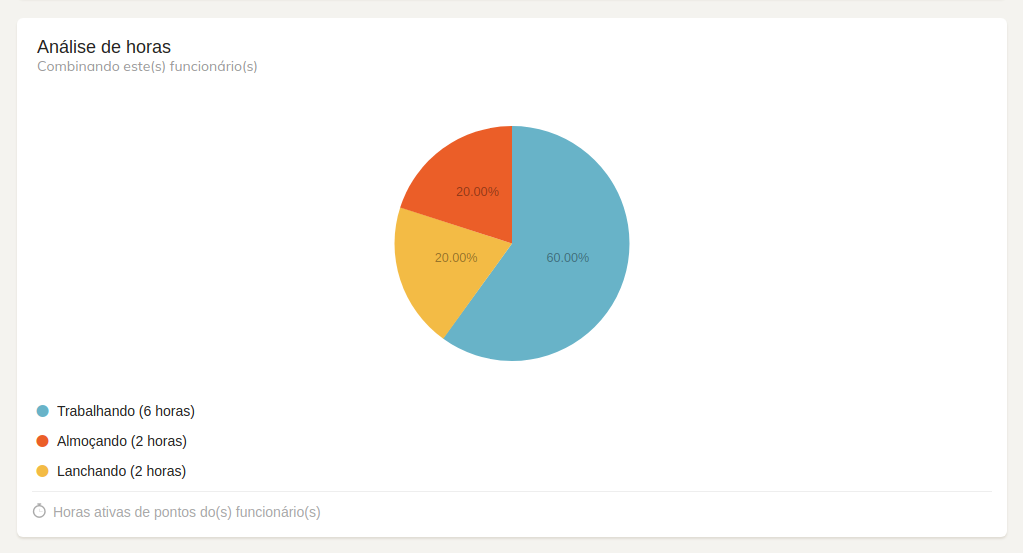 Análise de horas
Combinando este(s) funcionário(s)
20.00%
20.00%
60.00%
Trabalhando (6 horas)
Almoçando (2 horas)
Lanchando (2 horas)
Horas ativas de pontos do(s) funcionário(s)